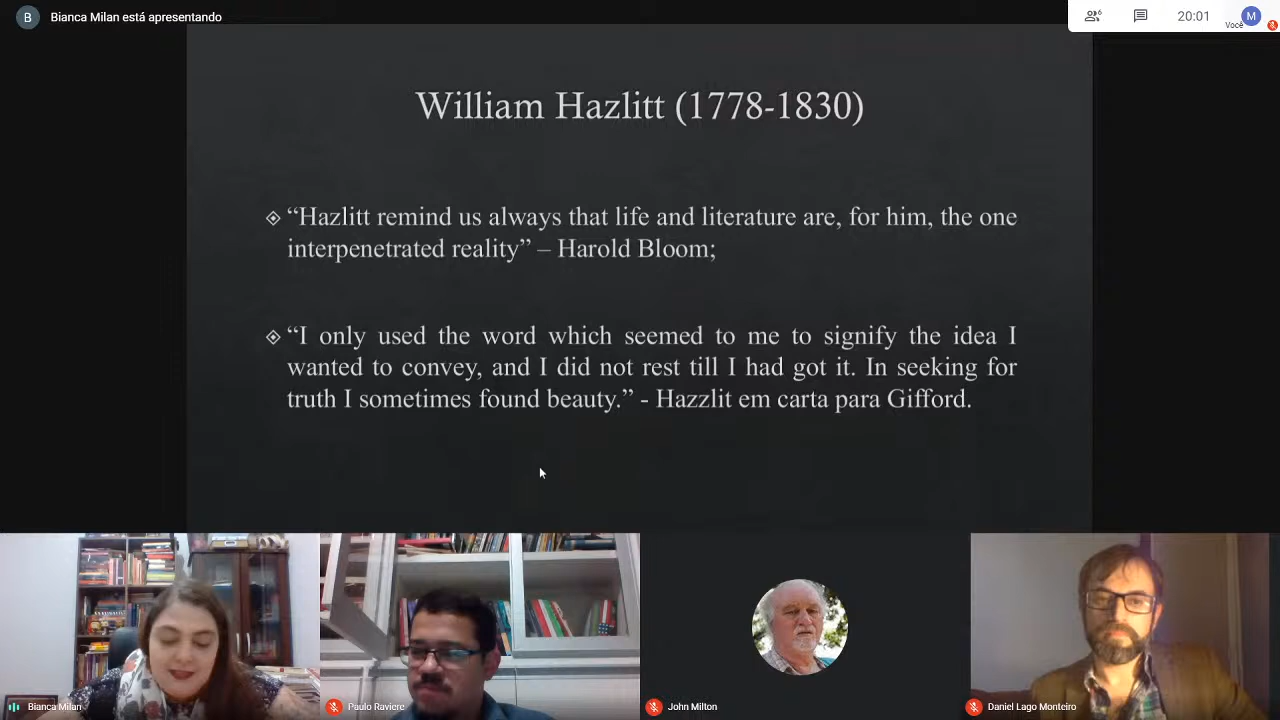 B Bianca Milan está apresentando
6
20:01
Você
M
William Hazlitt (1778-1830)
“Hazlitt remind us always that life and literature are, for him, the one
interpenetrated reality” – Harold Bloom;
“I only used the word which seemed to me to signify the idea I
wanted to convey, and I did not rest till I had got it. In seeking for
truth I sometimes found beauty.” - Hazzlit em carta para Gifford.
Bianca Milan
Paulo Raviere
John Milton
Daniel Lago Monteiro